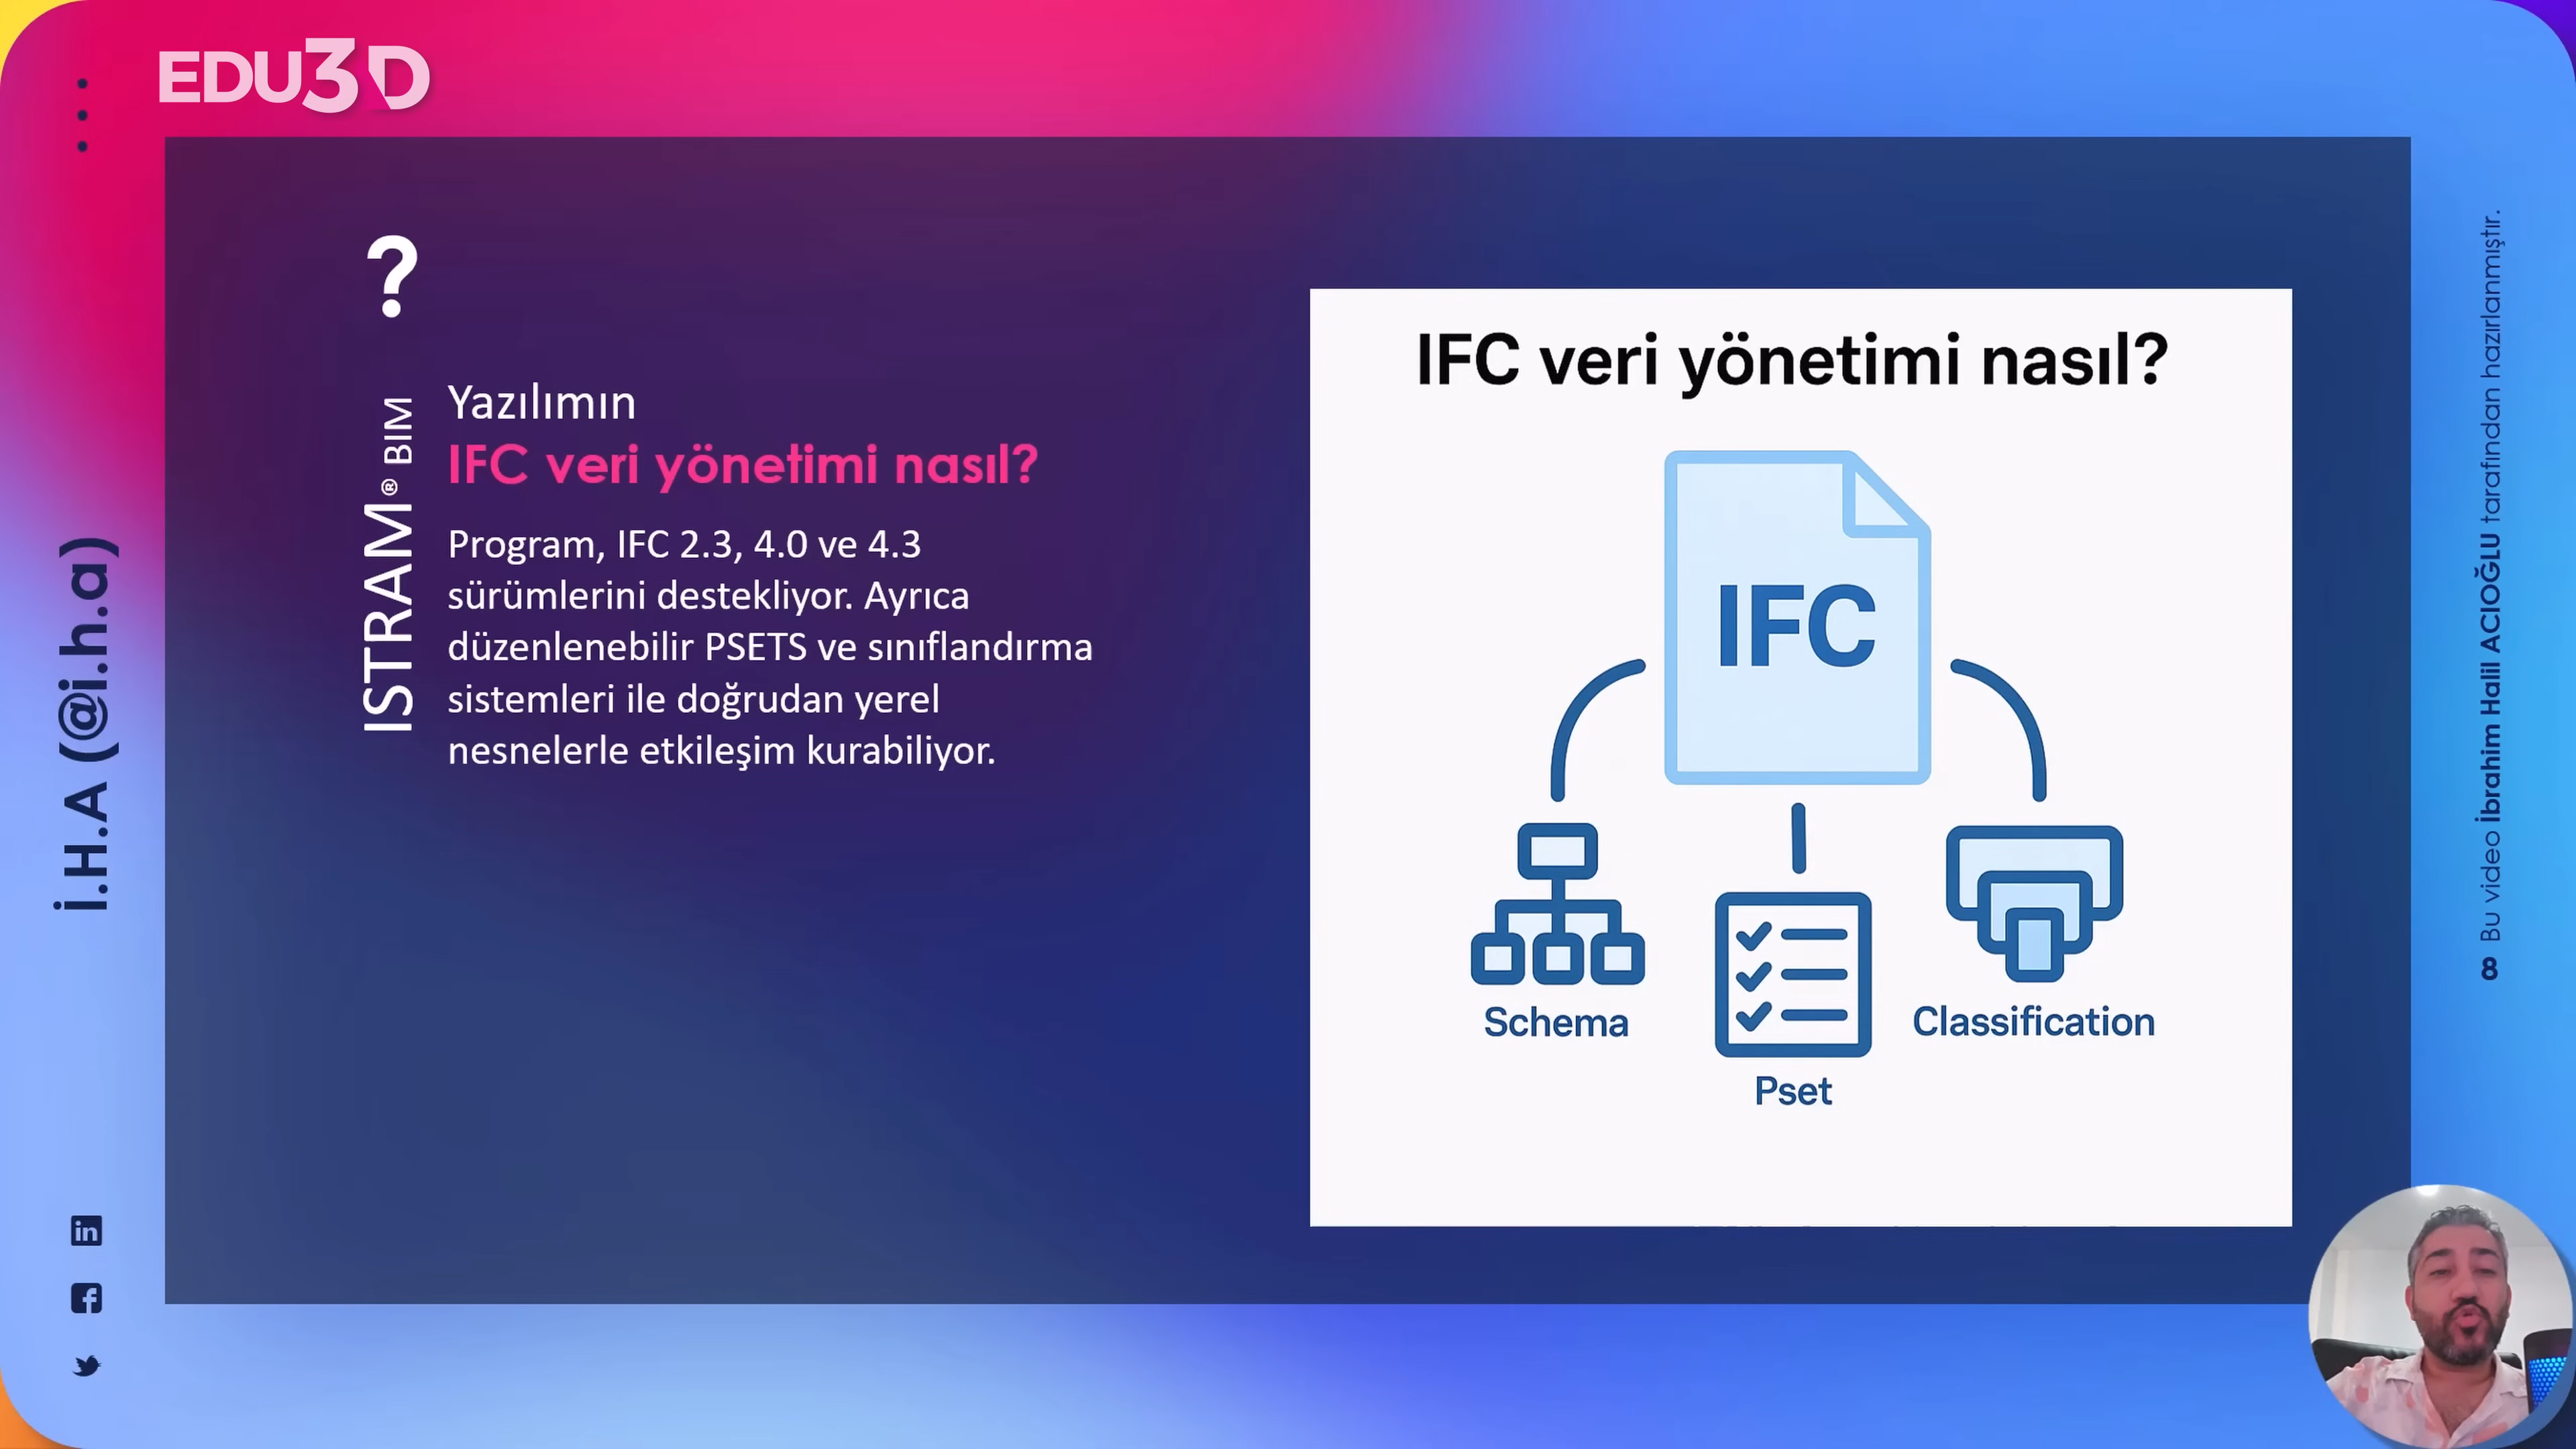 EDU3D
?
ISTRAM® BIM
Yazılımın
IFC veri yönetimi nasıl?
Program, IFC 2.3, 4.0 ve 4.3
sürümlerini destekliyor. Ayrıca
düzenlenebilir PSETS ve sınıflandırma
sistemleri ile doğrudan yerel
nesnelerle etkileşim kurabiliyor.
IFC veri yönetimi nasıl?
IFC
Schema
Pset
Classification
İ.H.A (@i.h.a)
8 Bu video İbrahim Halil ACIOĞLU tarafından hazırlanmıştır.
in
f